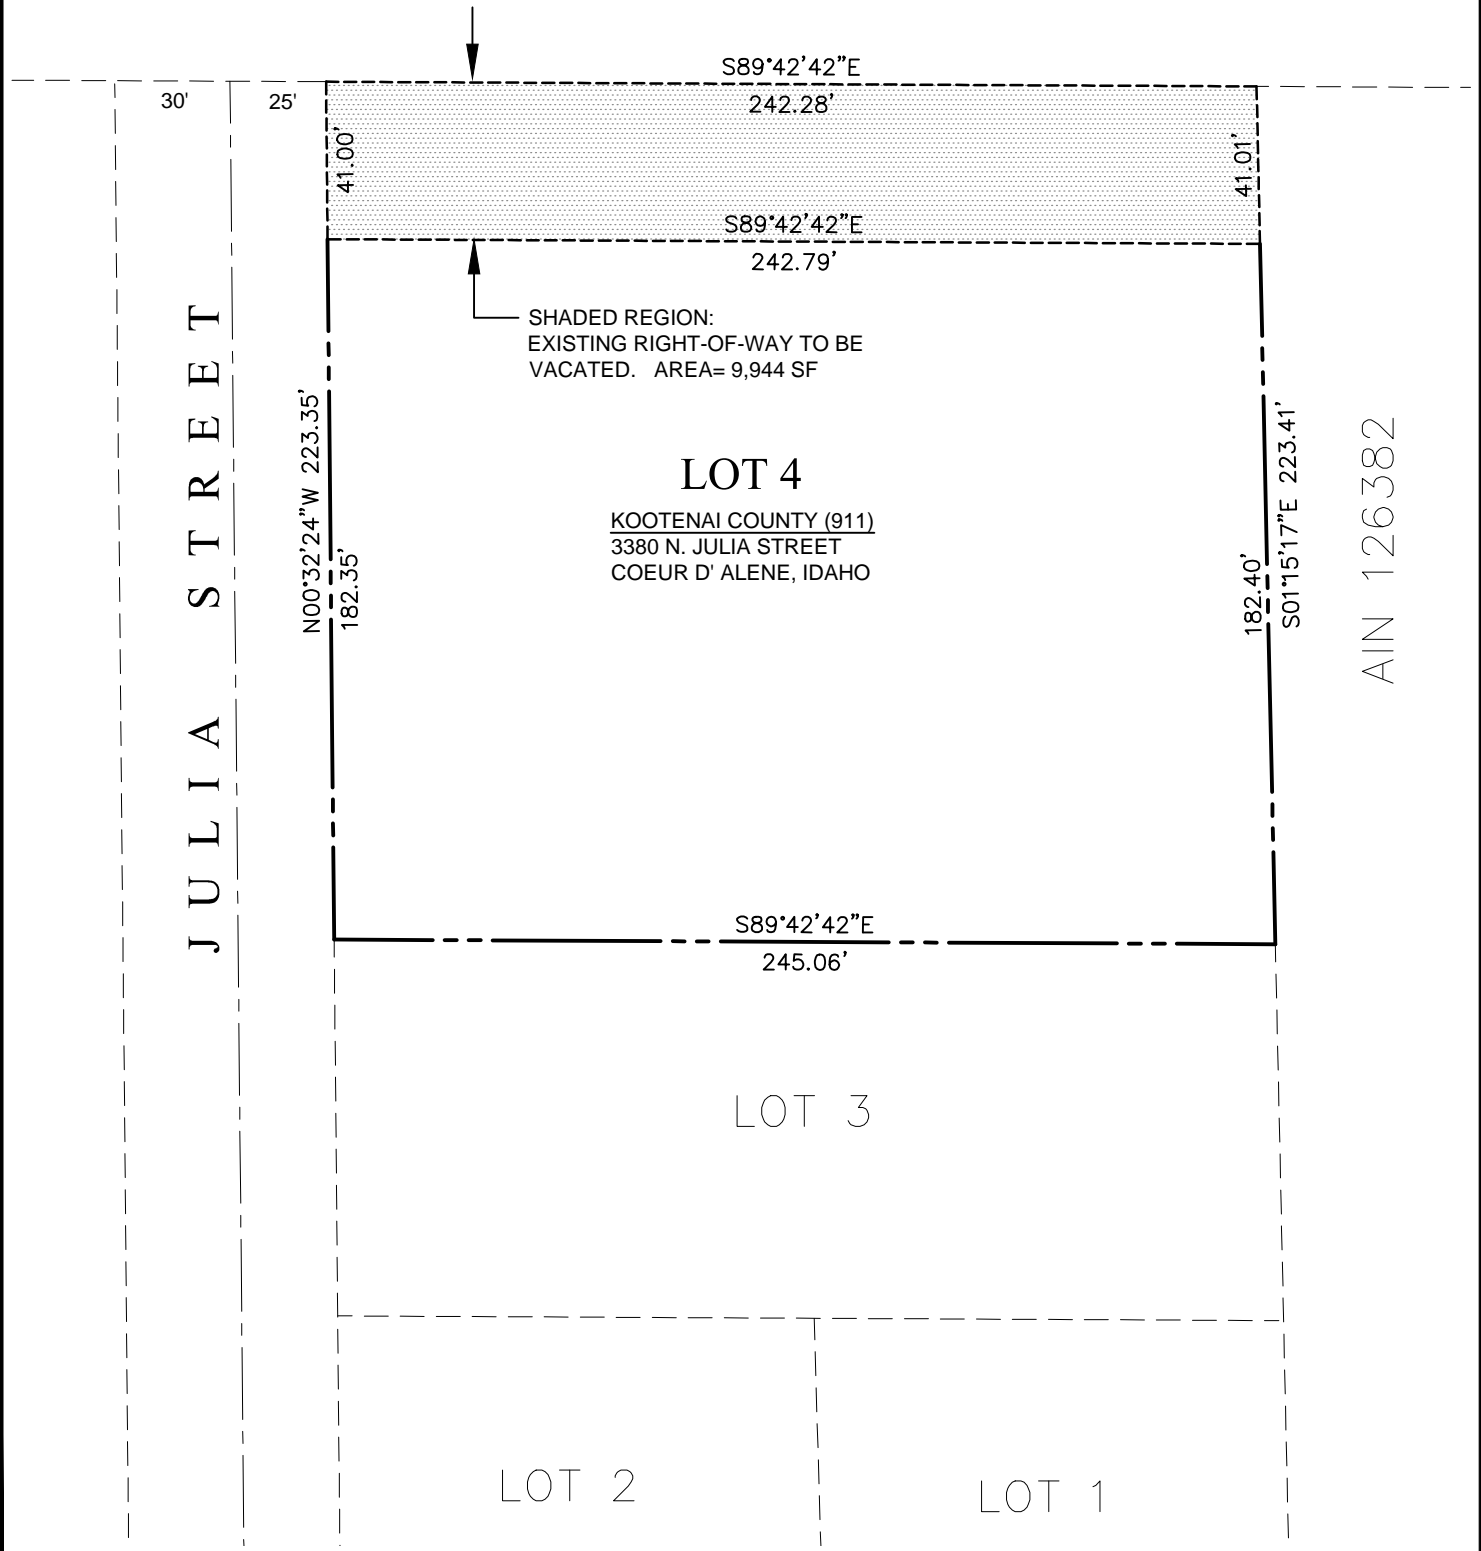 S89°42'42"E
242.28'
30'
25'
41.00'
41.01'
S89°42'42"E
242.79'
SHADED REGION:
EXISTING RIGHT-OF-WAY TO BE
VACATED. AREA= 9,944 SF
JULIA STREET
N00°32'24"W 223.35'
182.35'
LOT 4
KOOTENAI COUNTY (911)
3380 N. JULIA STREET
COEUR D' ALENE, IDAHO
182.40'
S01°15'17"E 223.41'
AIN 126382
S89°42'42"E
245.06'
LOT 3
LOT 2
LOT 1